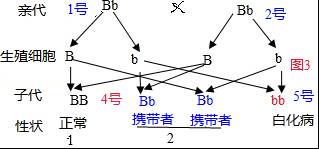 亲代 1号 Bb × Bb 2号
生殖细胞 B b B b 图3
子代 BB 4号 Bb Bb bb 5号
性状 正常 携带者 携带者 白化病
1 2